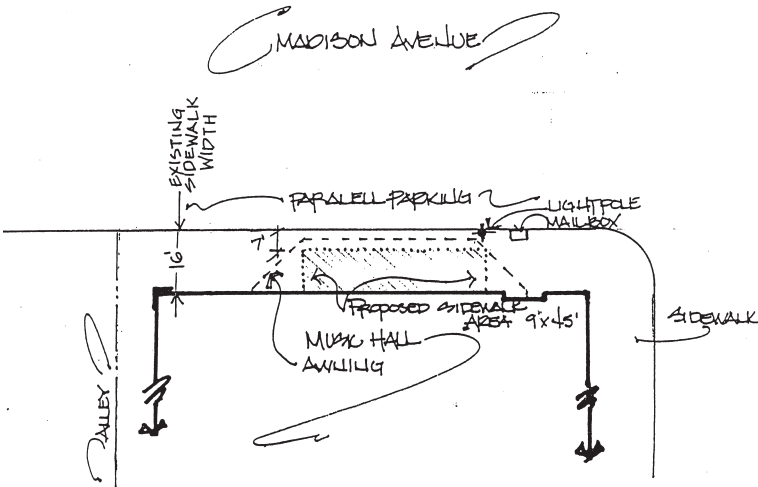 MADISON AVENUE
EXISTING
SIDEWALK
WIDTH
PARALELL PARKING
LIGHTPOLE
MAILBOX
7'
16'
PROPOSED SIDEWALK
AREA 9'x45'
MUSIC HALL
AWNING
SIDEWALK
ALLEY